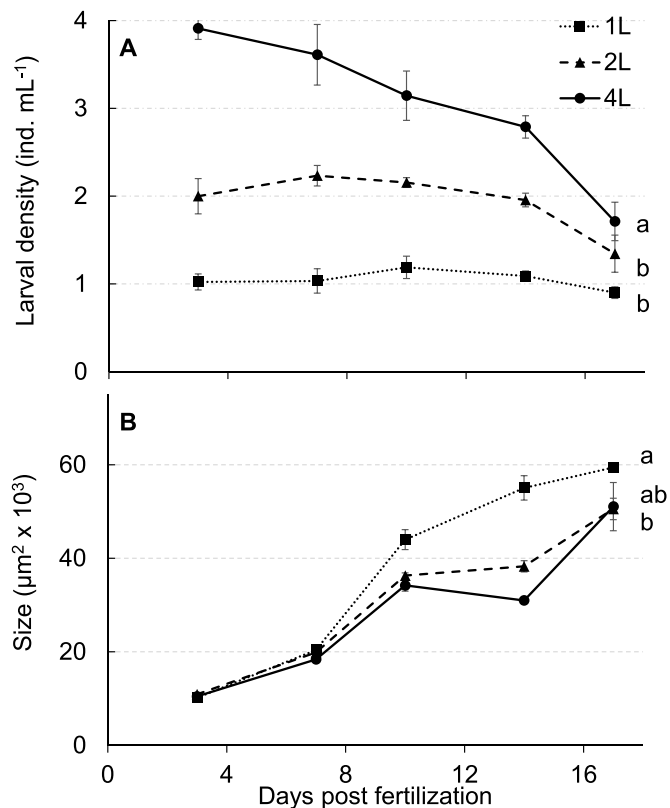 A
Larval density (ind. mL⁻¹)
4
3
2
1
0
1L
2L
4L
a
b
b
B
Size (µm² x 10³)
60
40
20
0
a
ab
b
0 4 8 12 16
Days post fertilization